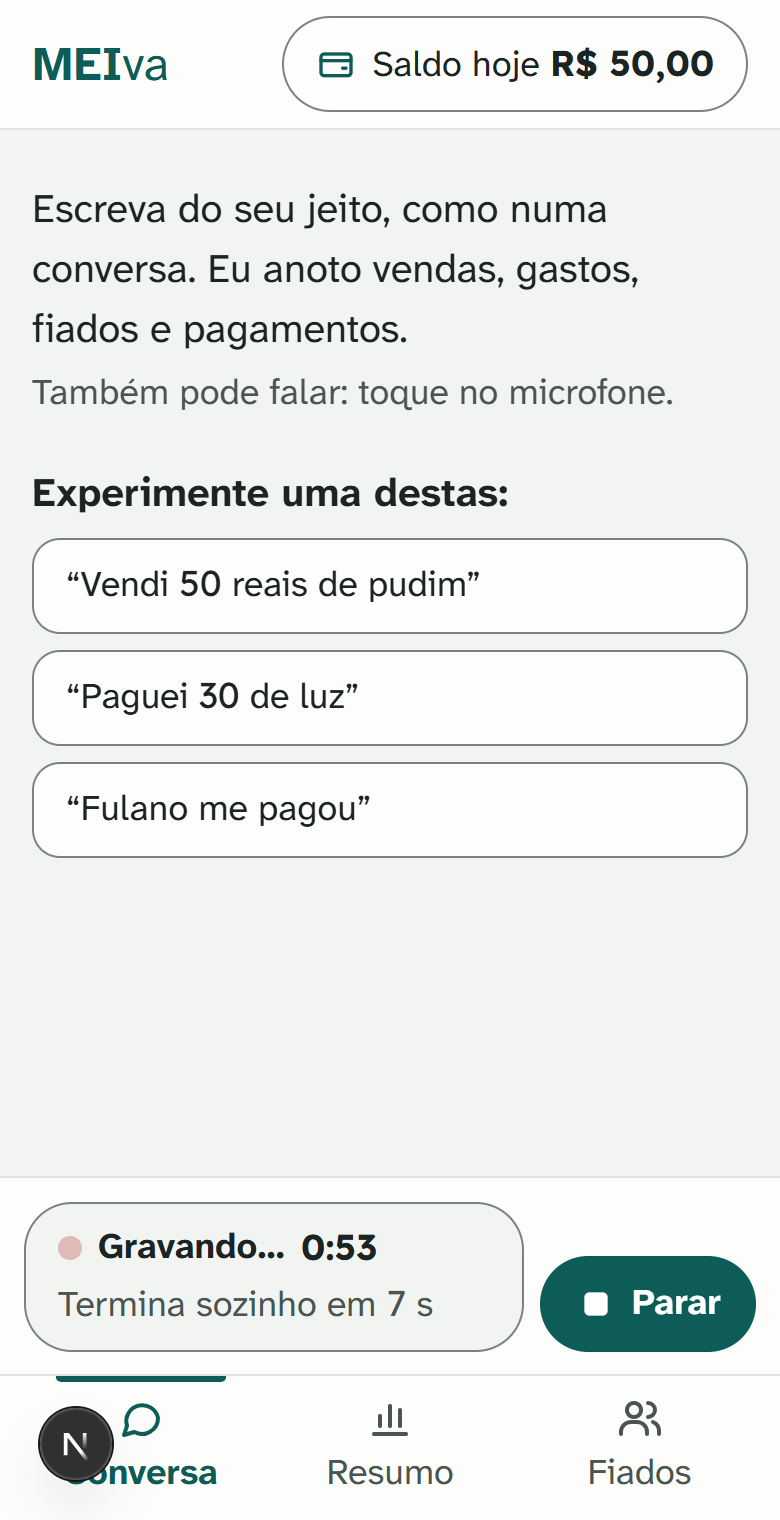 MEIva
Saldo hoje R$ 50,00
Escreva do seu jeito, como numa
conversa. Eu anoto vendas, gastos,
fiados e pagamentos.
Também pode falar: toque no microfone.
Experimente uma destas:
“Vendi 50 reais de pudim”
“Paguei 30 de luz”
“Fulano me pagou”
Gravando... 0:53
Termina sozinho em 7 s
Parar
N
Conversa
Resumo
Fiados